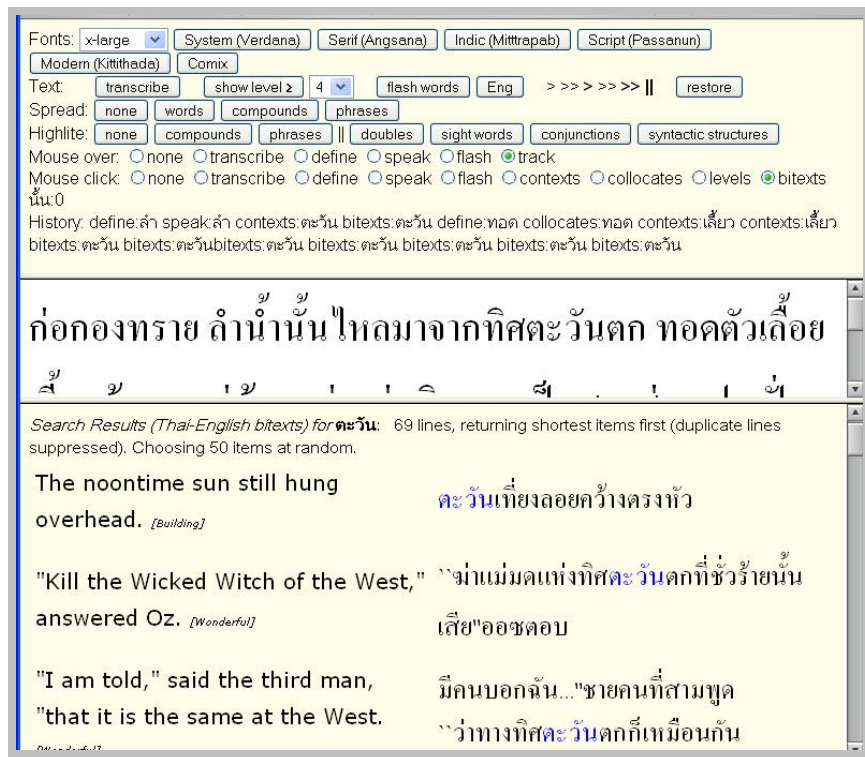 Fonts: x-large System (Verdana) Serif (Angsana) Indic (Mitttrapab) Script (Passanun)
Modern (Kittithada) Comix
Text: transcribe show level ≥ 4 flash words Eng > >>> > >> >> || restore
Spread: none words compounds phrases
Highlite: none compounds phrases || doubles sight words conjunctions syntactic structures
Mouse over: none transcribe define speak flash track
Mouse click: none transcribe define speak flash contexts collocates levels bitexts
นั้น:0
History: define:ลำ speak:ลำ contexts:ตะวัน bitexts:ตะวัน define:ทอด collocates:ทอด contexts:เลี้ยว contexts:เลี้ยว
bitexts:ตะวัน bitexts:ตะวันbitexts:ตะวัน bitexts:ตะวัน bitexts:ตะวัน bitexts:ตะวัน bitexts:ตะวัน
ก่อกองทราย ลำน้ำนั้นไหลมาจากทิศตะวันตก ทอดตัวเลื้อย
Search Results (Thai-English bitexts) for ตะวัน: 69 lines, returning shortest items first (duplicate lines
suppressed). Choosing 50 items at random.
The noontime sun still hung
overhead. [Building]
ตะวันเที่ยงลอยคว้างตรงหัว
"Kill the Wicked Witch of the West,"
answered Oz. [Wonderful]
``ฆ่าแม่มดแห่งทิศตะวันตกที่ชั่วร้ายนั้น
เสีย"ออซตอบ
"I am told," said the third man,
"that it is the same at the West.
[Wonderful]
มีคนบอกฉัน..."ชายคนที่สามพูด
``ว่าทางทิศตะวันตกก็เหมือนกัน